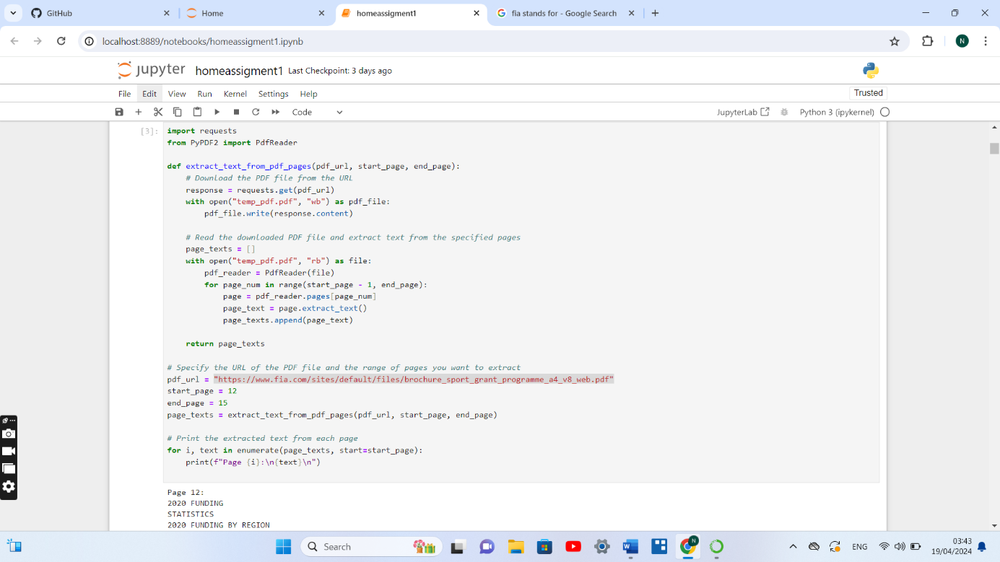 GitHub
Home
homeassigment1
fia stands for - Google Search
localhost:8889/notebooks/homeassigment1.ipynb
N
jupyter homeassigment1 Last Checkpoint: 3 days ago
File Edit View Run Kernel Settings Help
Trusted
Code
JupyterLab
Python 3 (ipykernel)
[3]:
import requests
from PyPDF2 import PdfReader
def extract_text_from_pdf_pages(pdf_url, start_page, end_page):
    # Download the PDF file from the URL
    response = requests.get(pdf_url)
    with open("temp_pdf.pdf", "wb") as pdf_file:
        pdf_file.write(response.content)
    # Read the downloaded PDF file and extract text from the specified pages
    page_texts = []
    with open("temp_pdf.pdf", "rb") as file:
        pdf_reader = PdfReader(file)
        for page_num in range(start_page - 1, end_page):
            page = pdf_reader.pages[page_num]
            page_text = page.extract_text()
            page_texts.append(page_text)
    return page_texts
# Specify the URL of the PDF file and the range of pages you want to extract
pdf_url = "https://www.fia.com/sites/default/files/brochure_sport_grant_programme_a4_v8_web.pdf"
start_page = 12
end_page = 15
page_texts = extract_text_from_pdf_pages(pdf_url, start_page, end_page)
# Print the extracted text from each page
for i, text in enumerate(page_texts, start=start_page):
    print(f"Page {i}:\n{text}\n")
Page 12:
2020 FUNDING
STATISTICS
2020 FUNDING BY REGION
Search
N
ENG
03:43
19/04/2024